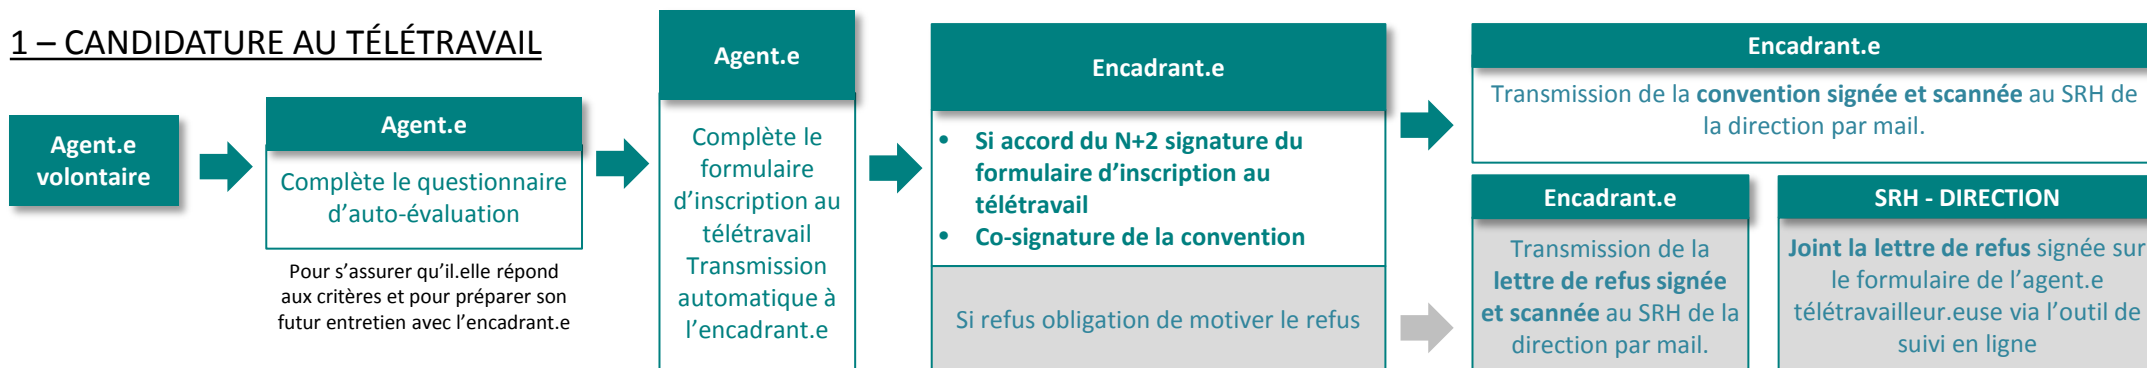 1 – CANDIDATURE AU TÉLÉTRAVAIL
Agent.e
volontaire
Agent.e
Complète le questionnaire
d'auto-évaluation
Pour s'assurer qu'il.elle répond
aux critères et pour préparer son
futur entretien avec l'encadrant.e
Agent.e
Complète le
formulaire
d'inscription au
télétravail
Transmission
automatique à
l'encadrant.e
Encadrant.e
• Si accord du N+2 signature du
formulaire d'inscription au
télétravail
• Co-signature de la convention
Si refus obligation de motiver le refus
Encadrant.e
Transmission de la convention signée et scannée au SRH de
la direction par mail.
Encadrant.e
Transmission de la
lettre de refus signée
et scannée au SRH de la
direction par mail.
SRH - DIRECTION
Joint la lettre de refus signée sur
le formulaire de l'agent.e
télétravailleur.euse via l'outil de
suivi en ligne